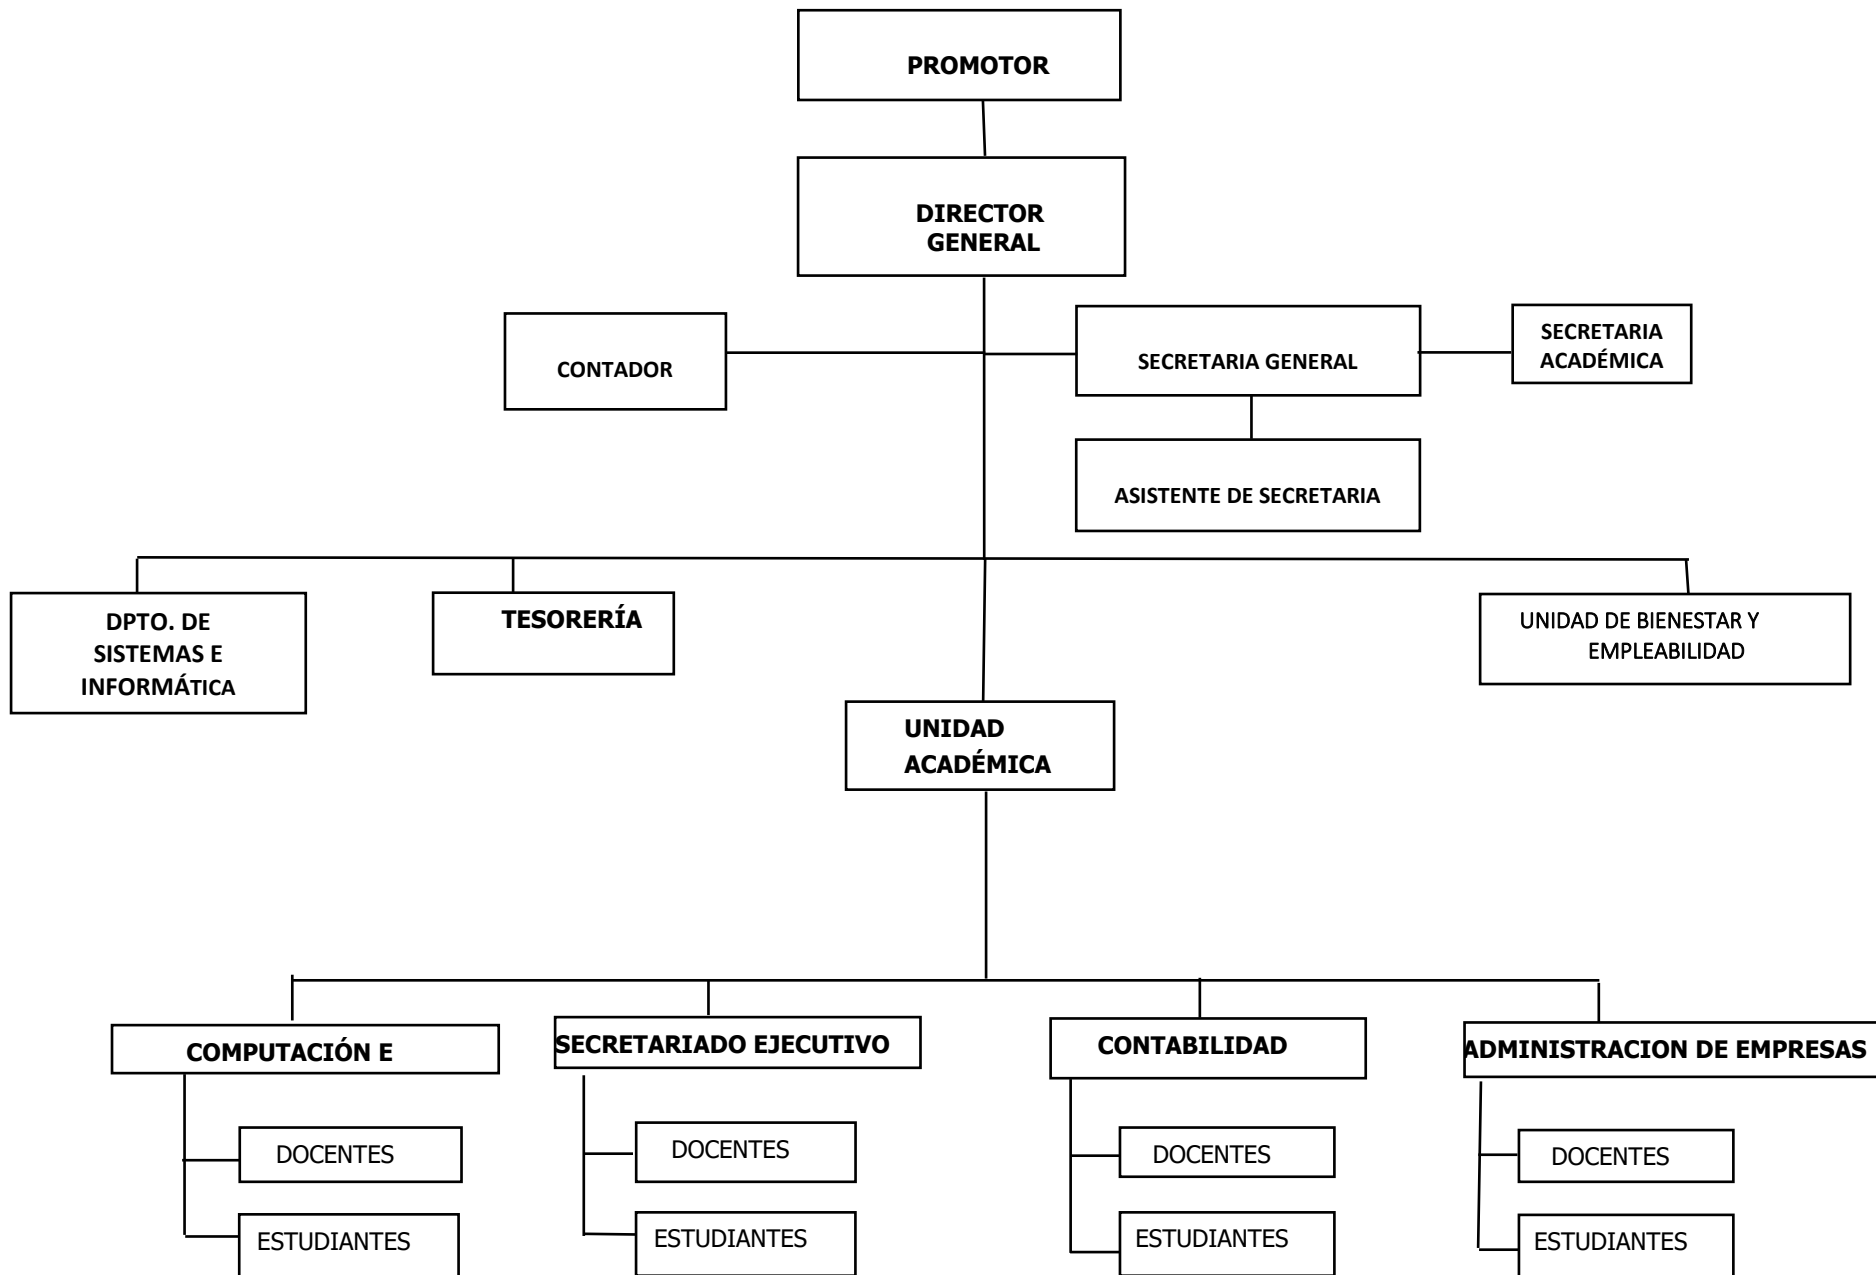 PROMOTOR
DIRECTOR
GENERAL
CONTADOR
SECRETARIA GENERAL
SECRETARIA
ACADÉMICA
ASISTENTE DE SECRETARIA
DPTO. DE
SISTEMAS E
INFORMÁTICA
TESORERÍA
UNIDAD DE BIENESTAR Y
EMPLEABILIDAD
UNIDAD
ACADÉMICA
COMPUTACIÓN E
SECRETARIADO EJECUTIVO
CONTABILIDAD
ADMINISTRACION DE EMPRESAS
DOCENTES
DOCENTES
DOCENTES
DOCENTES
ESTUDIANTES
ESTUDIANTES
ESTUDIANTES
ESTUDIANTES